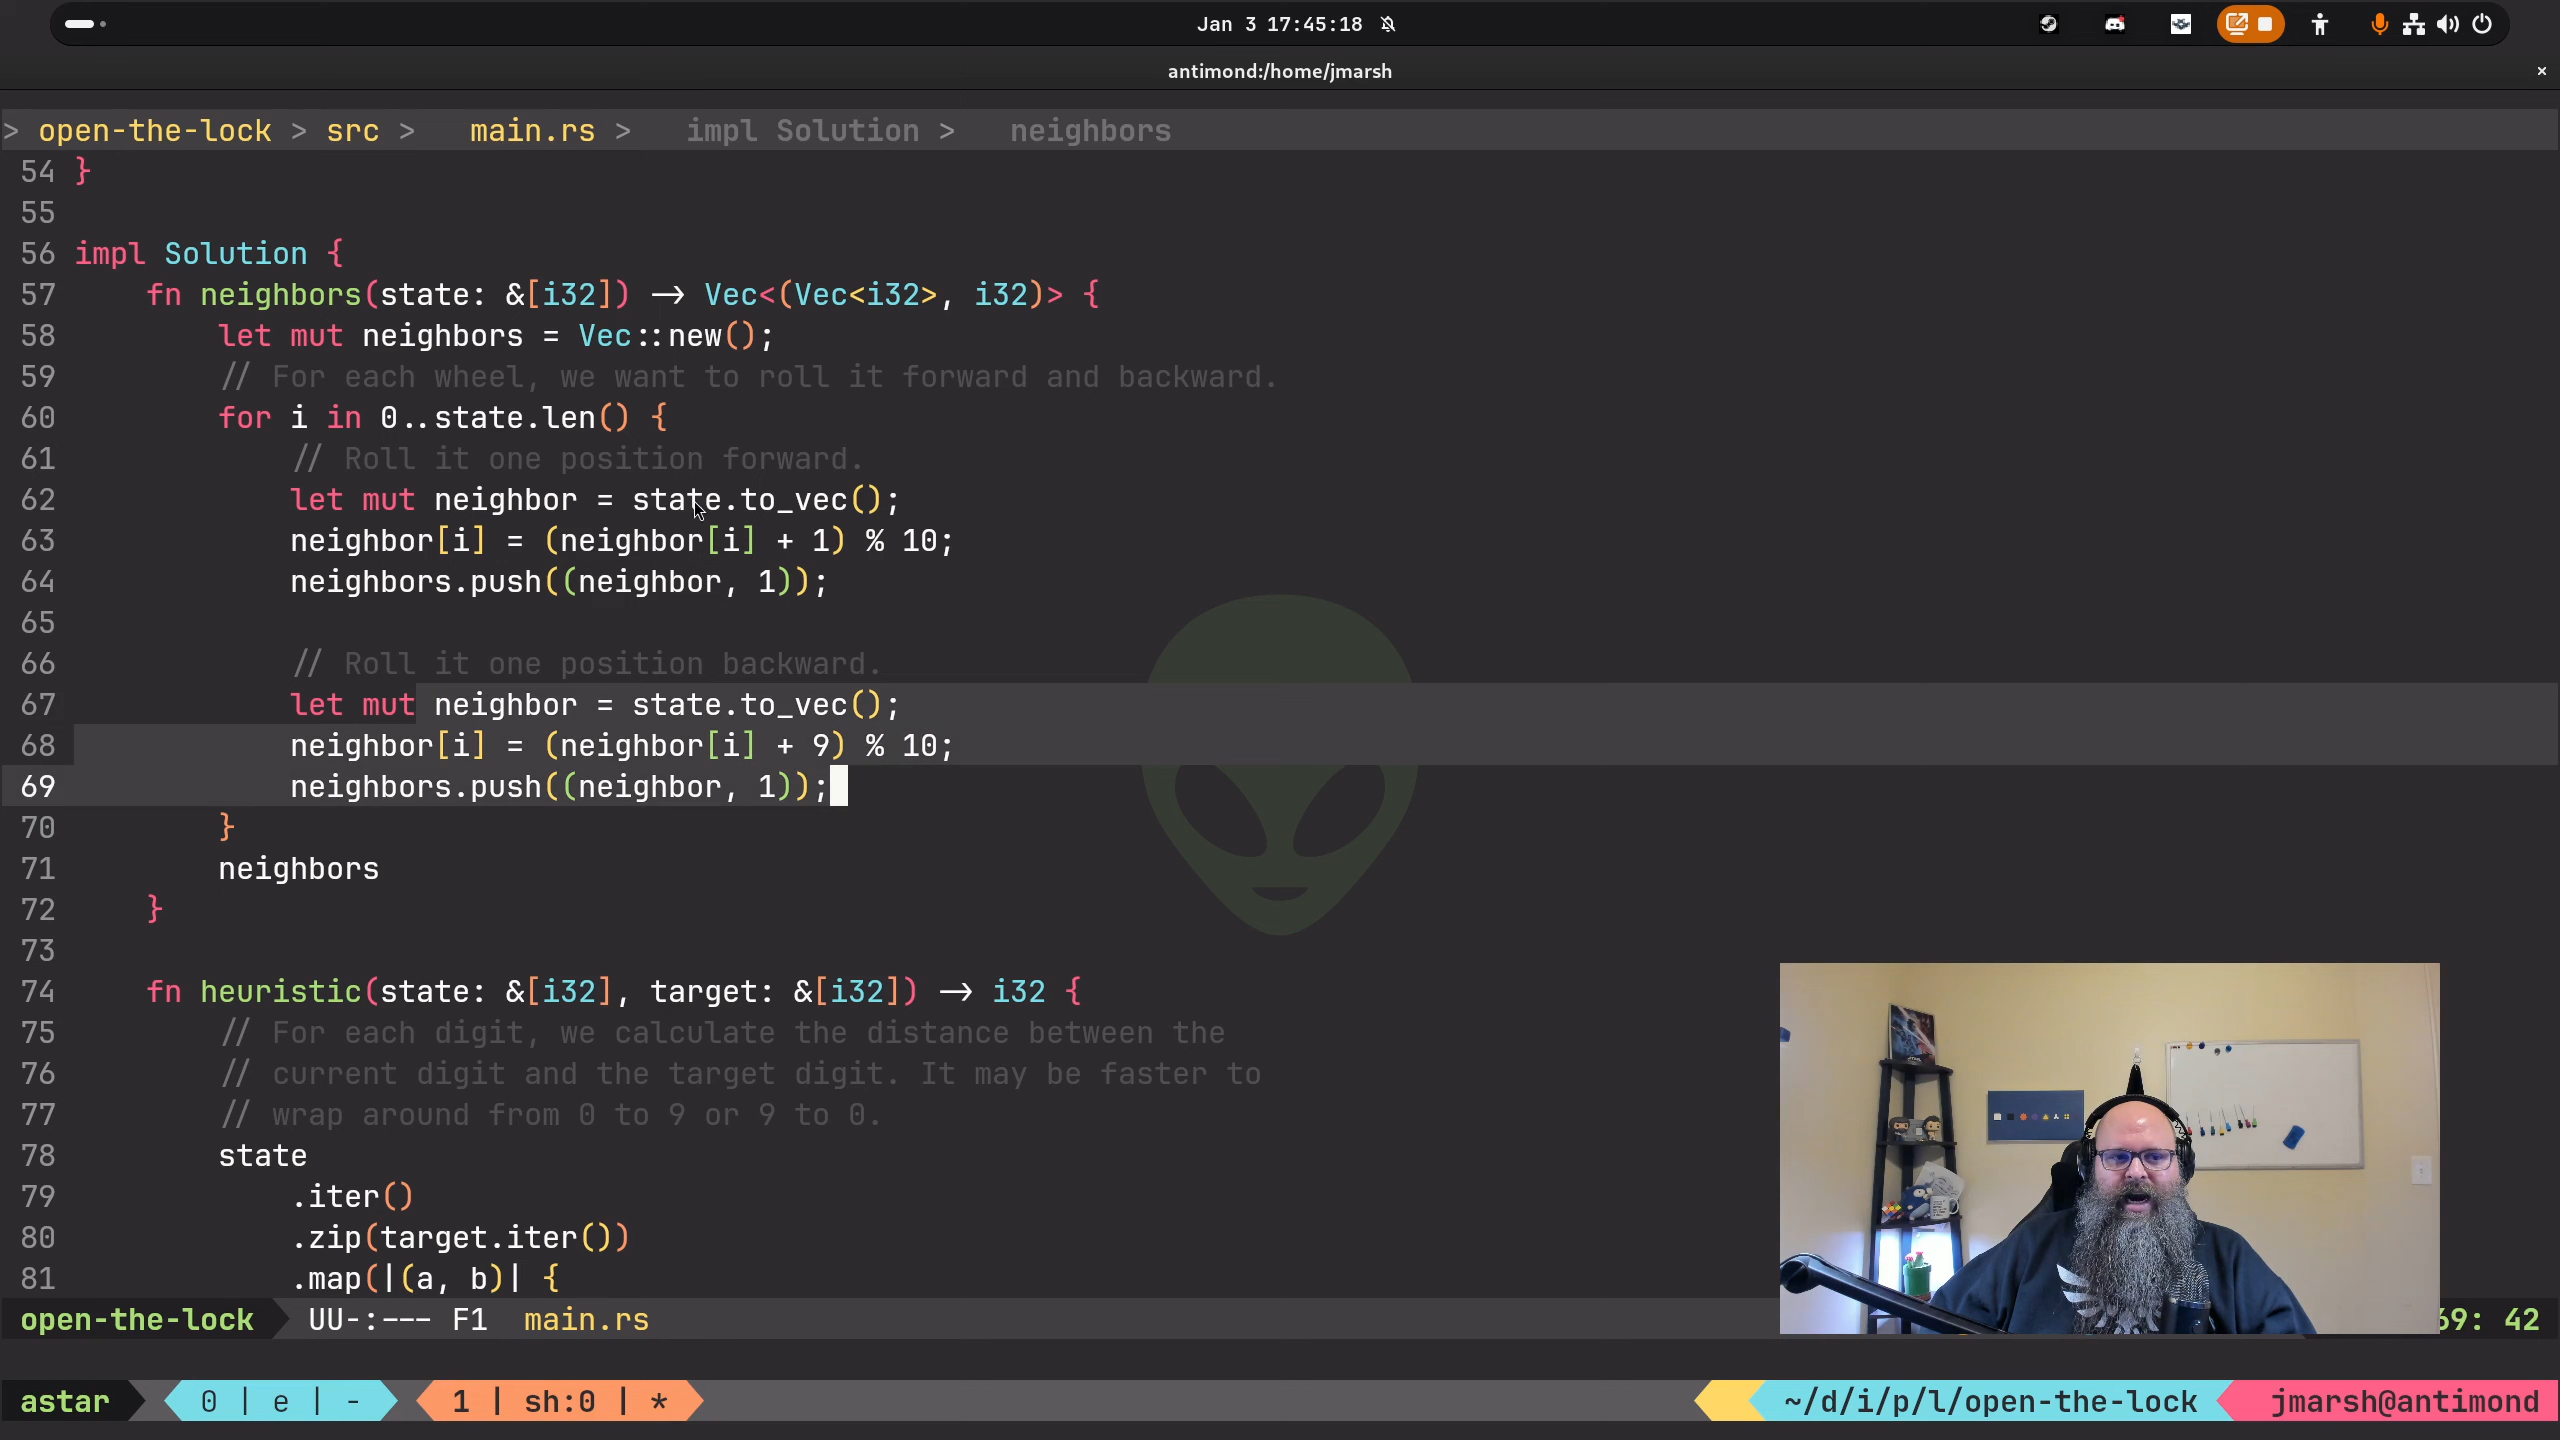 Jan 3 17:45:18
antimond:/home/jmarsh
×
> open-the-lock > src > main.rs > impl Solution > neighbors
54 }
55
56 impl Solution {
57 fn neighbors(state: &[i32]) -> Vec<(Vec<i32>, i32)> {
58 let mut neighbors = Vec::new();
59 // For each wheel, we want to roll it forward and backward.
60 for i in 0..state.len() {
61 // Roll it one position forward.
62 let mut neighbor = state.to_vec();
63 neighbor[i] = (neighbor[i] + 1) % 10;
64 neighbors.push((neighbor, 1));
65
66 // Roll it one position backward.
67 let mut neighbor = state.to_vec();
68 neighbor[i] = (neighbor[i] + 9) % 10;
69 neighbors.push((neighbor, 1));
70 }
71 neighbors
72 }
73
74 fn heuristic(state: &[i32], target: &[i32]) -> i32 {
75 // For each digit, we calculate the distance between the
76 // current digit and the target digit. It may be faster to
77 // wrap around from 0 to 9 or 9 to 0.
78 state
79 .iter()
80 .zip(target.iter())
81 .map(|(a, b)| {
open-the-lock UU-:--- F1 main.rs 69: 42
astar 0 | e | - 1 | sh:0 | * ~/d/i/p/l/open-the-lock jmarsh@antimond